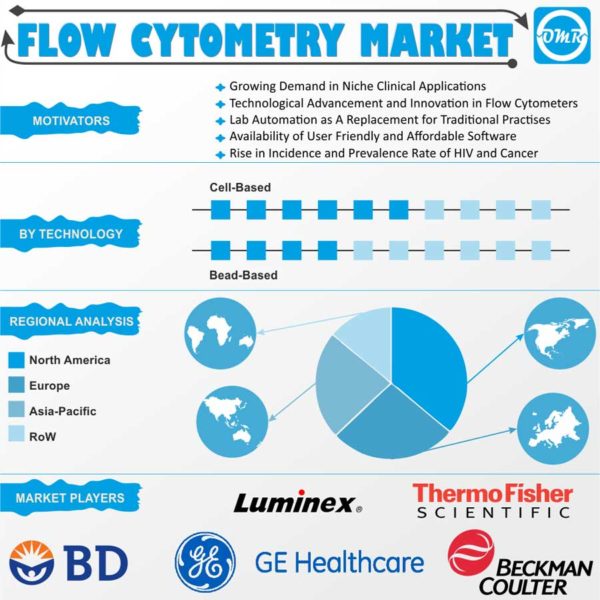 FLOW CYTOMETRY MARKET
OMR
MOTIVATORS
Growing Demand in Niche Clinical Applications
Technological Advancement and Innovation in Flow Cytometers
Lab Automation as A Replacement for Traditional Practises
Availability of User Friendly and Affordable Software
Rise in Incidence and Prevalence Rate of HIV and Cancer
BY TECHNOLOGY
Cell-Based
Bead-Based
REGIONAL ANALYSIS
North America
Europe
Asia-Pacific
RoW
MARKET PLAYERS
Luminex®
ThermoFisher
SCIENTIFIC
BD
GE
GE Healthcare
BECKMAN
COULTER